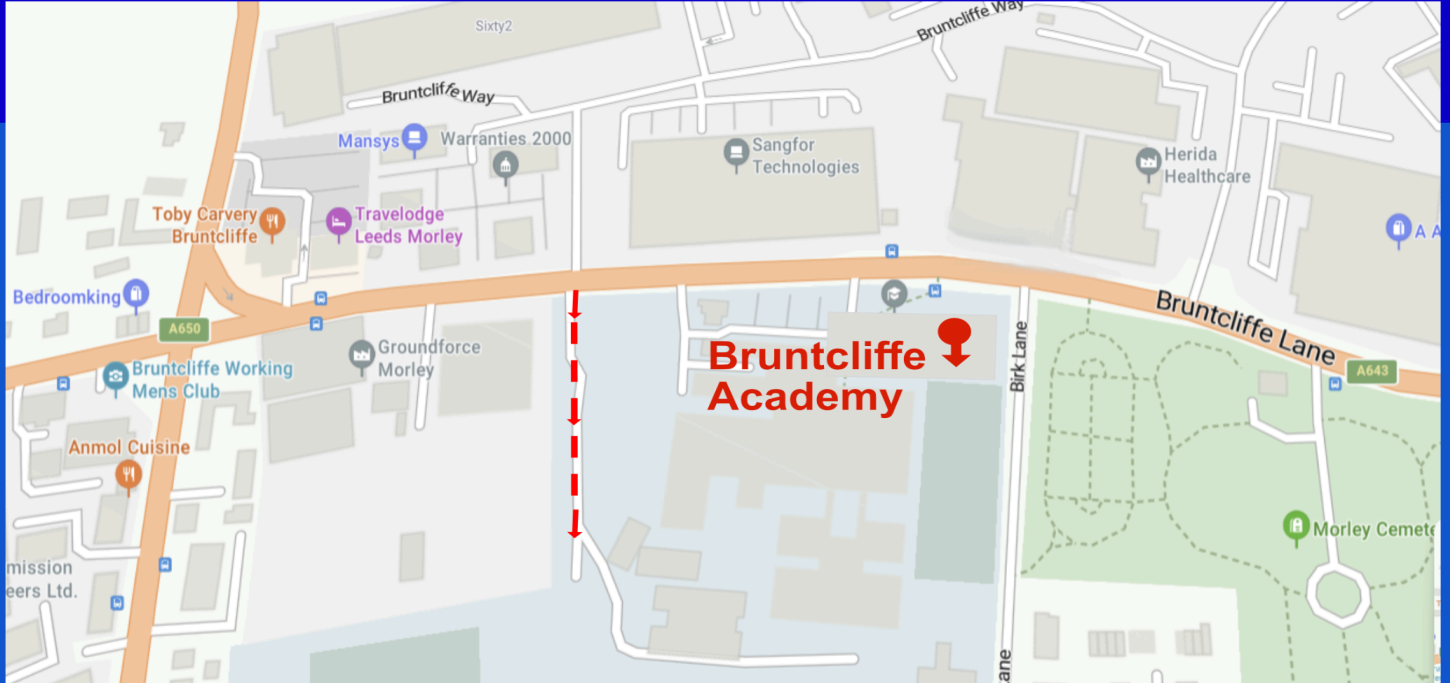 Sixty2
Bruntcliffe Way
Bruntcliffe Way
Mansys
Warranties 2000
Sangfor
Technologies
Herida
Healthcare
Toby Carvery
Bruntcliffe
Travelodge
Leeds Morley
A A
Bedroomking
A650
Bruntcliffe Lane
Groundforce
Morley
Bruntcliffe
Academy
Birk Lane
A643
Bruntcliffe Working
Mens Club
Anmol Cuisine
Morley Cemete
mission
eers Ltd.
ane